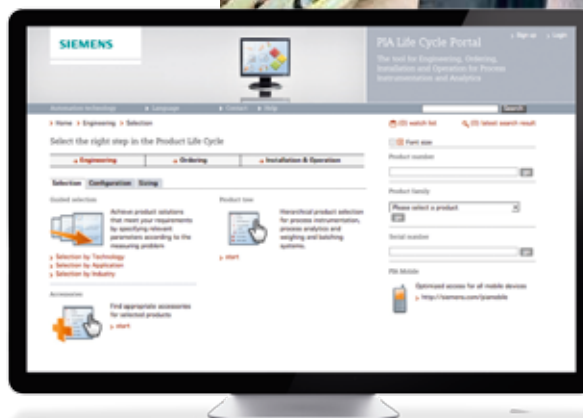 SIEMENS
PIA Life Cycle Portal
Sign up
Login
The tool for Engineering, Ordering,
Installation and Operation for Process
Instrumentation and Analytics
Automation technology
Language
Contact
Help
Search
Home > Engineering > Selection
(0) watch list
(0) latest search result
Select the right step in the Product Life Cycle
Font size
Engineering
Ordering
Installation & Operation
Product number
GO
Selection
Configuration
Sizing
Product family
Guided selection
Product tree
Please select a product
GO
Achieve product solutions
that meet your requirements
by specifying relevant
parameters according to the
measuring problem
Selection by Technology
Selection by Application
Selection by Industry
Hierarchical product selection
for process instrumentation,
process analytics and
weighing and batching
systems.
start
Serial number
GO
PIA Mobile
Optimized access for all mobile devices
http://siemens.com/piamobile
Accessories
Find appropriate accessories
for selected products
start